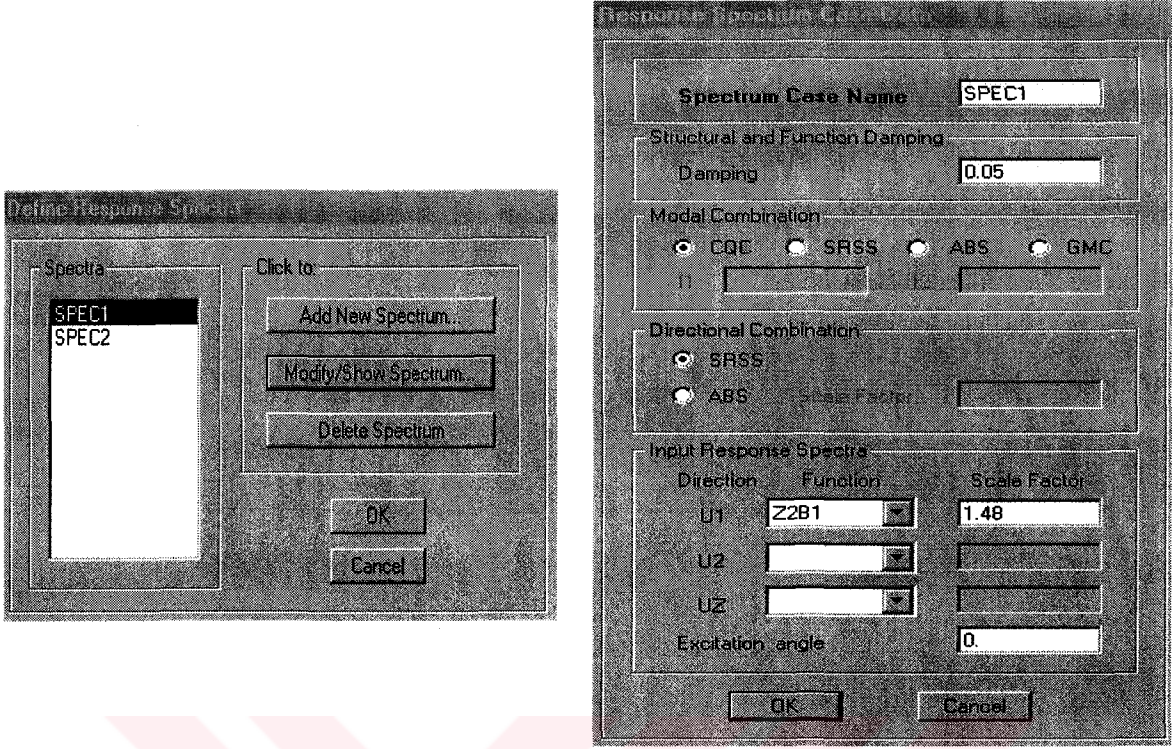 Define Response Spectra
Spectra
SPEC1
SPEC2
Click to:
Add New Spectrum...
Modify/Show Spectrum...
Delete Spectrum
OK
Cancel
Response Spectrum Case Data
Spectrum Case Name SPEC1
Structural and Function Damping
Damping 0.05
Modal Combination
CQC SRSS ABS GMC
f1 f2
Directional Combination
SRSS
ABS Scale Factor
Input Response Spectra
Direction Function Scale Factor
U1 Z2B1 1.48
U2
UZ
Excitation angle 0.
OK Cancel